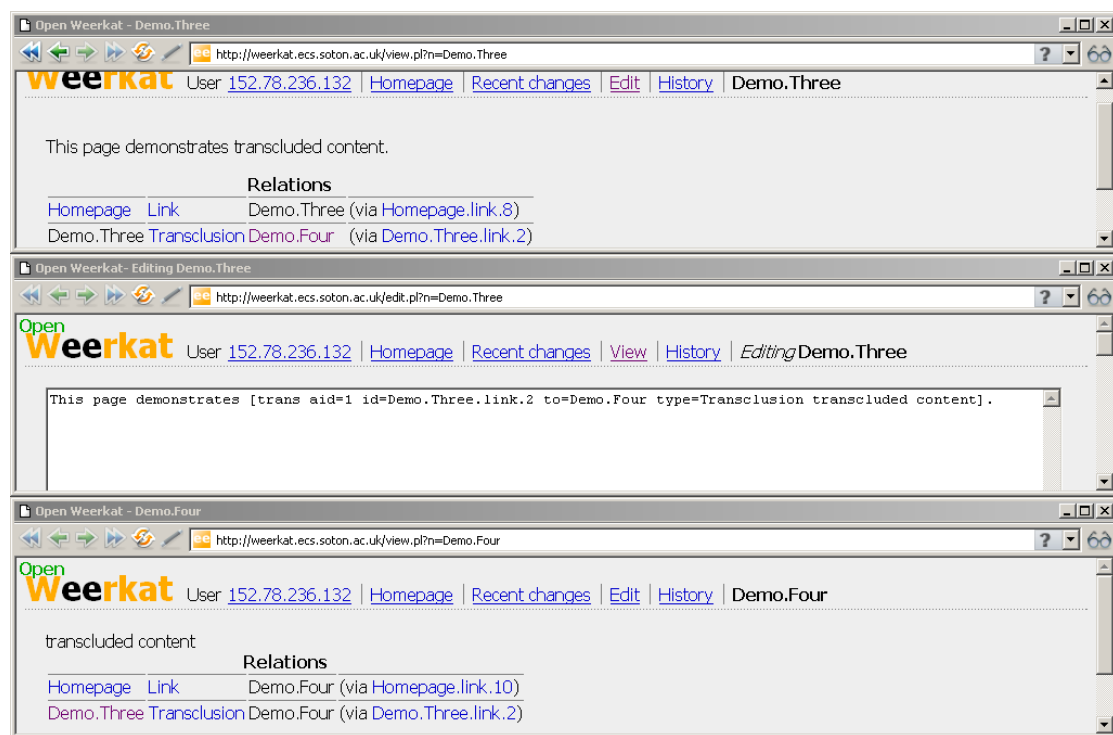 Open Weerkat - Demo.Three
http://weerkat.ecs.soton.ac.uk/view.pl?n=Demo.Three ?
Weerkat User 152.78.236.132 | Homepage | Recent changes | Edit | History | Demo.Three
This page demonstrates transcluded content.
Relations
Homepage Link Demo.Three (via Homepage.link.8)
Demo.Three Transclusion Demo.Four (via Demo.Three.link.2)
Open Weerkat- Editing Demo.Three
ee http://weerkat.ecs.soton.ac.uk/edit.pl?n=Demo.Three ?
Open
Weerkat User 152.78.236.132 | Homepage | Recent changes | View | History | Editing Demo.Three
This page demonstrates [trans aid=1 id=Demo.Three.link.2 to=Demo.Four type=Transclusion transcluded content].
Open Weerkat - Demo.Four
ee http://weerkat.ecs.soton.ac.uk/view.pl?n=Demo.Four ?
Open
Weerkat User 152.78.236.132 | Homepage | Recent changes | Edit | History | Demo.Four
transcluded content
Relations
Homepage Link Demo.Four (via Homepage.link.10)
Demo.Three Transclusion Demo.Four (via Demo.Three.link.2)